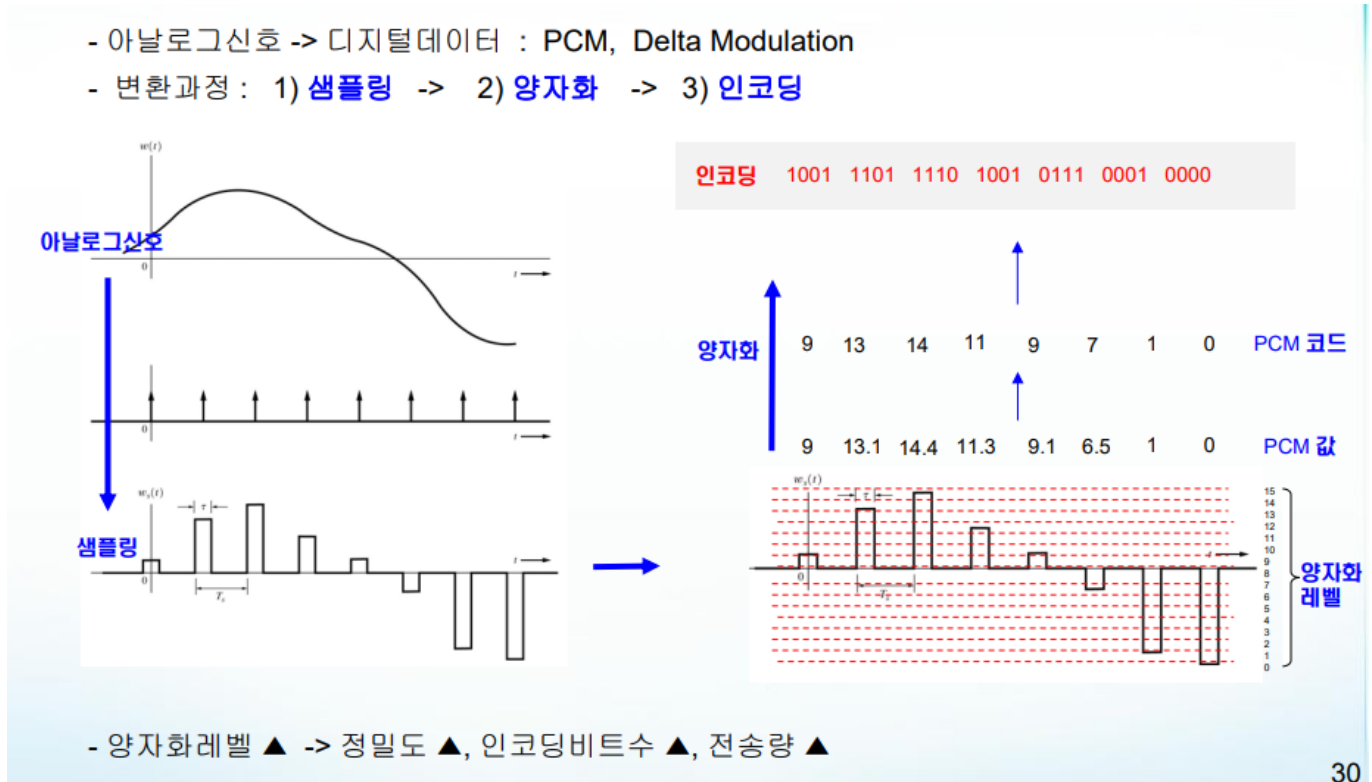 - 아날로그신호 -> 디지털데이터 : PCM, Delta Modulation
- 변환과정 : 1) 샘플링 -> 2) 양자화 -> 3) 인코딩
w(t)
아날로그신호
0
t
0
t
w_s(t)
τ
샘플링
0
t
T_s
인코딩 1001 1101 1110 1001 0111 0001 0000
양자화
9 13 14 11 9 7 1 0 PCM 코드
9 13.1 14.4 11.3 9.1 6.5 1 0 PCM 값
w_s(t)
τ
t
0
T_s
15
14
13
12
11
10
9
8
7
6
5
4
3
2
1
0
양자화
레벨
- 양자화레벨 ▲ -> 정밀도 ▲, 인코딩비트수 ▲, 전송량 ▲
30